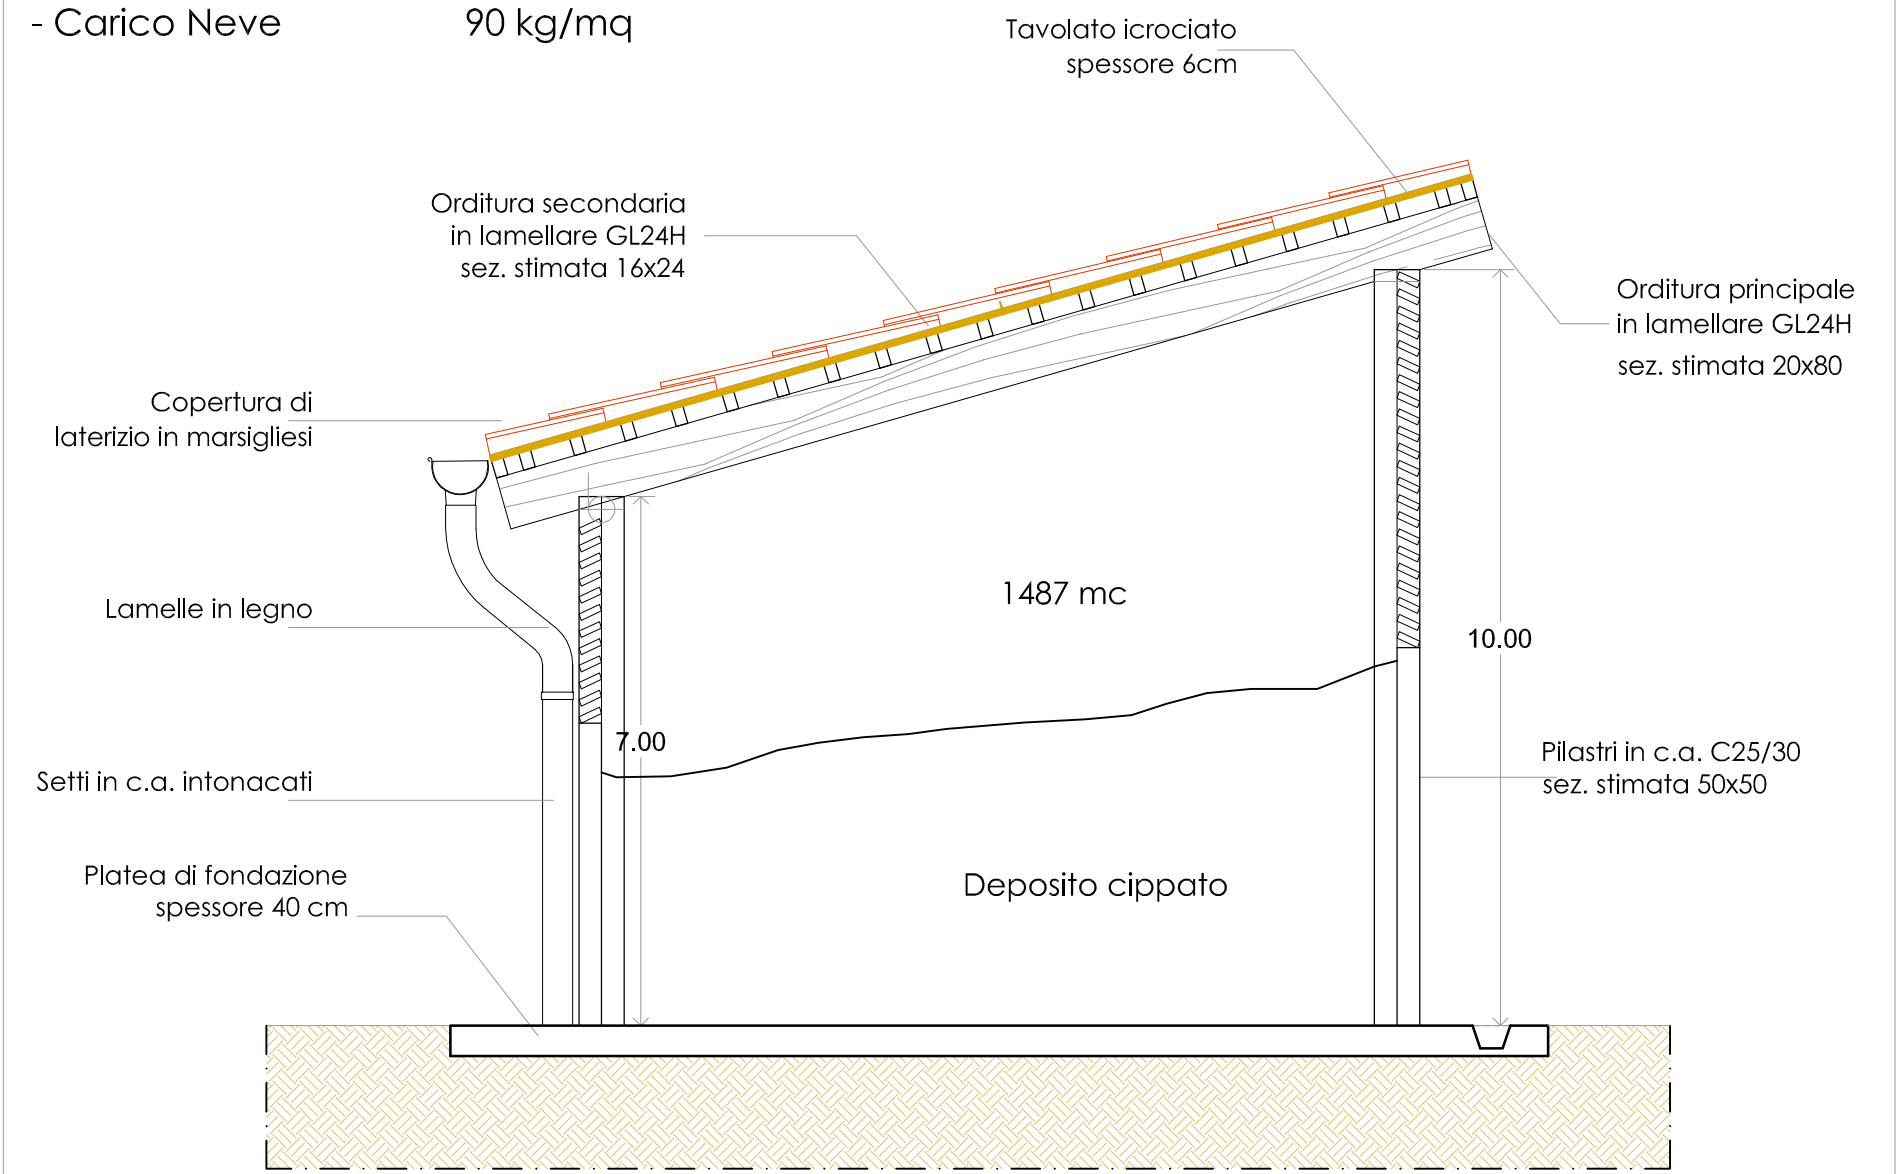 - Carico Neve 90 kg/mq
Tavolato icrociato
spessore 6cm
Orditura secondaria
in lamellare GL24H
sez. stimata 16x24
Orditura principale
in lamellare GL24H
sez. stimata 20x80
Copertura di
laterizio in marsigliesi
Lamelle in legno
1487 mc
10.00
7.00
Setti in c.a. intonacati
Pilastri in c.a. C25/30
sez. stimata 50x50
Platea di fondazione
spessore 40 cm
Deposito cippato